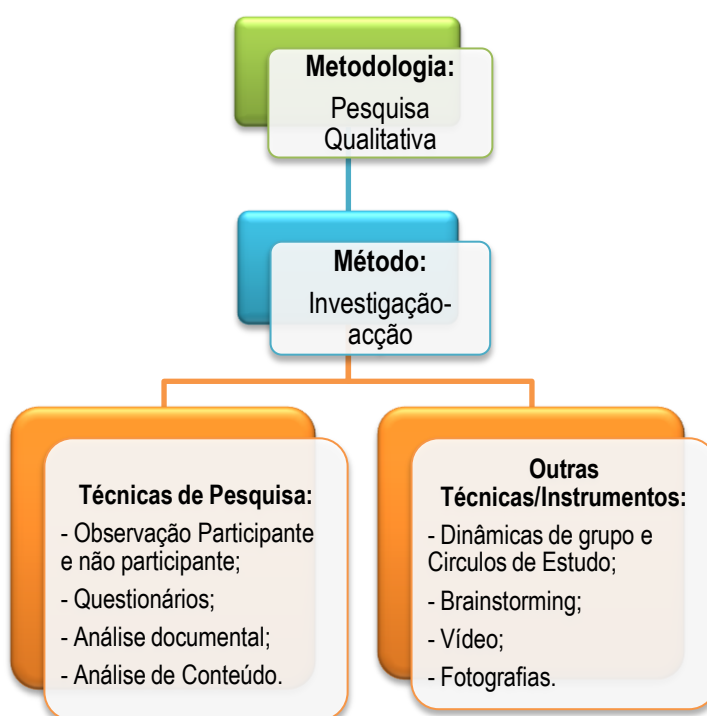 Metodologia:
Pesquisa
Qualitativa
Método:
Investigação-
acção
Técnicas de Pesquisa:
- Observação Participante
e não participante;
- Questionários;
- Análise documental;
- Análise de Conteúdo.
Outras
Técnicas/Instrumentos:
- Dinâmicas de grupo e
Circulos de Estudo;
- Brainstorming;
- Vídeo;
- Fotografias.